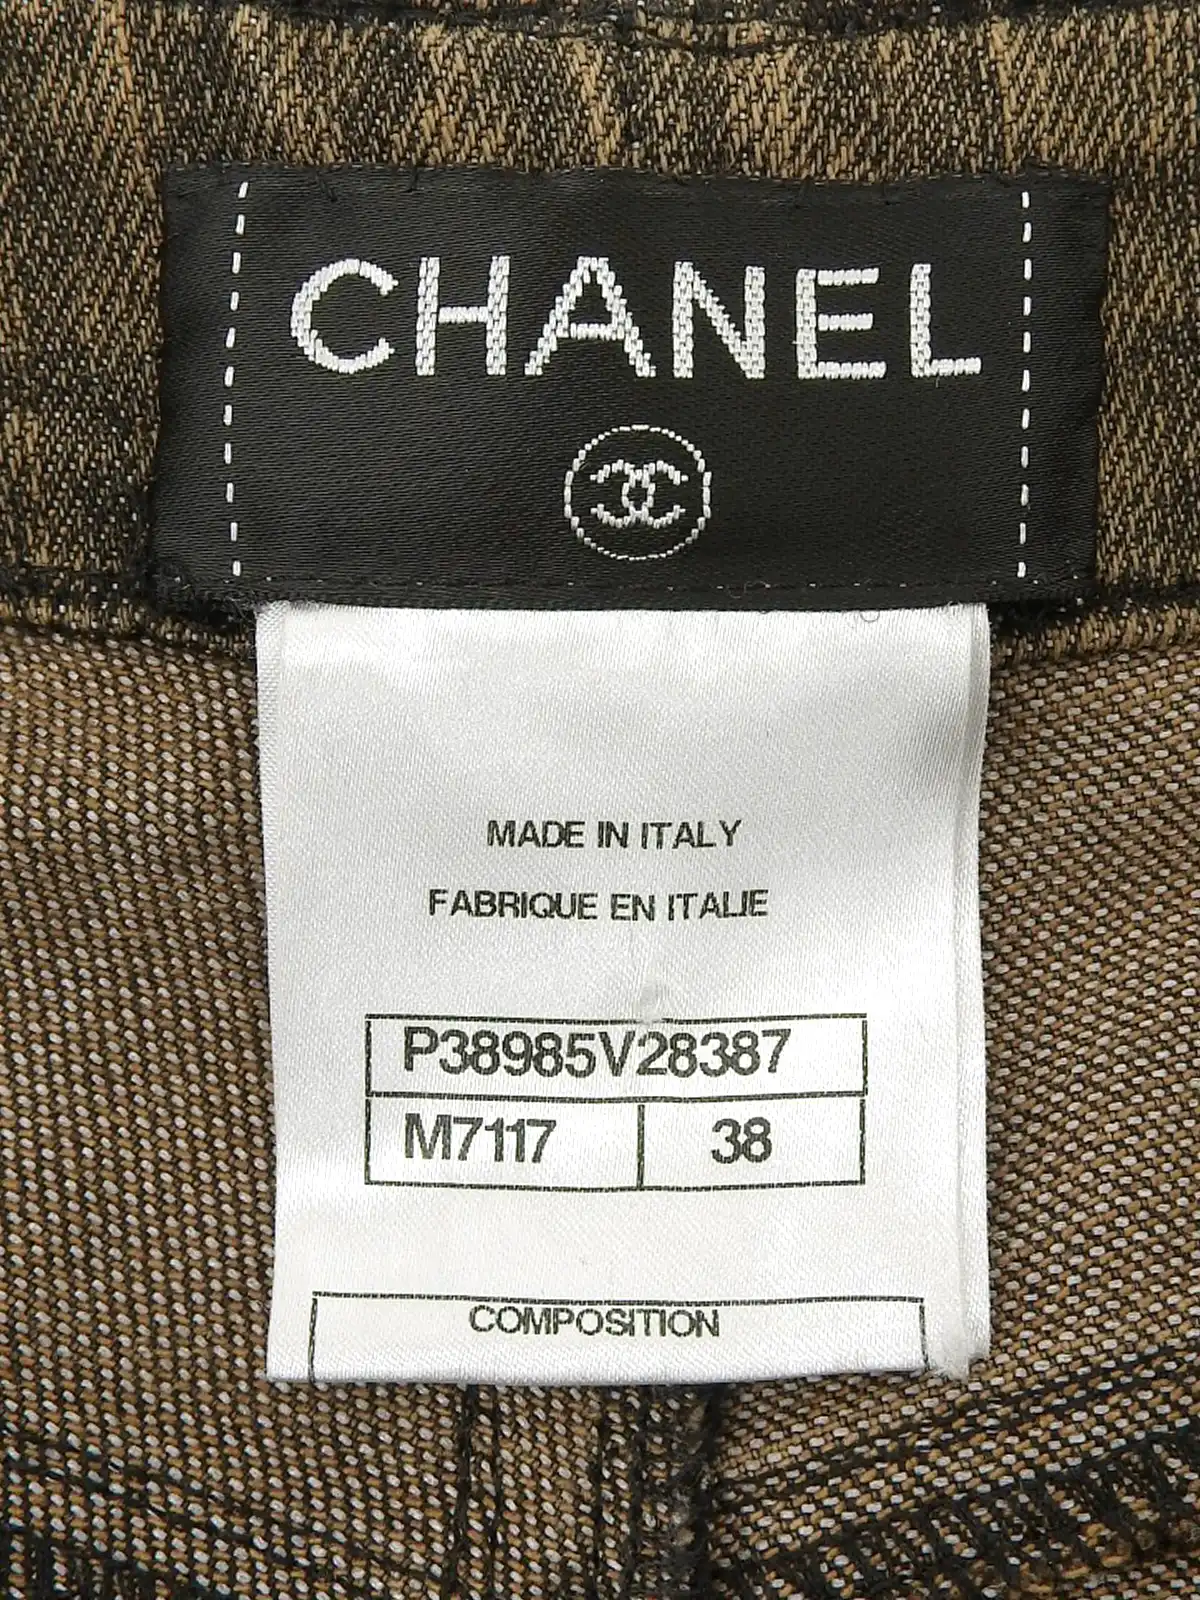 CHANEL
MADE IN ITALY
FABRIQUE EN ITALIE
P38985V28387
M7117 38
COMPOSITION